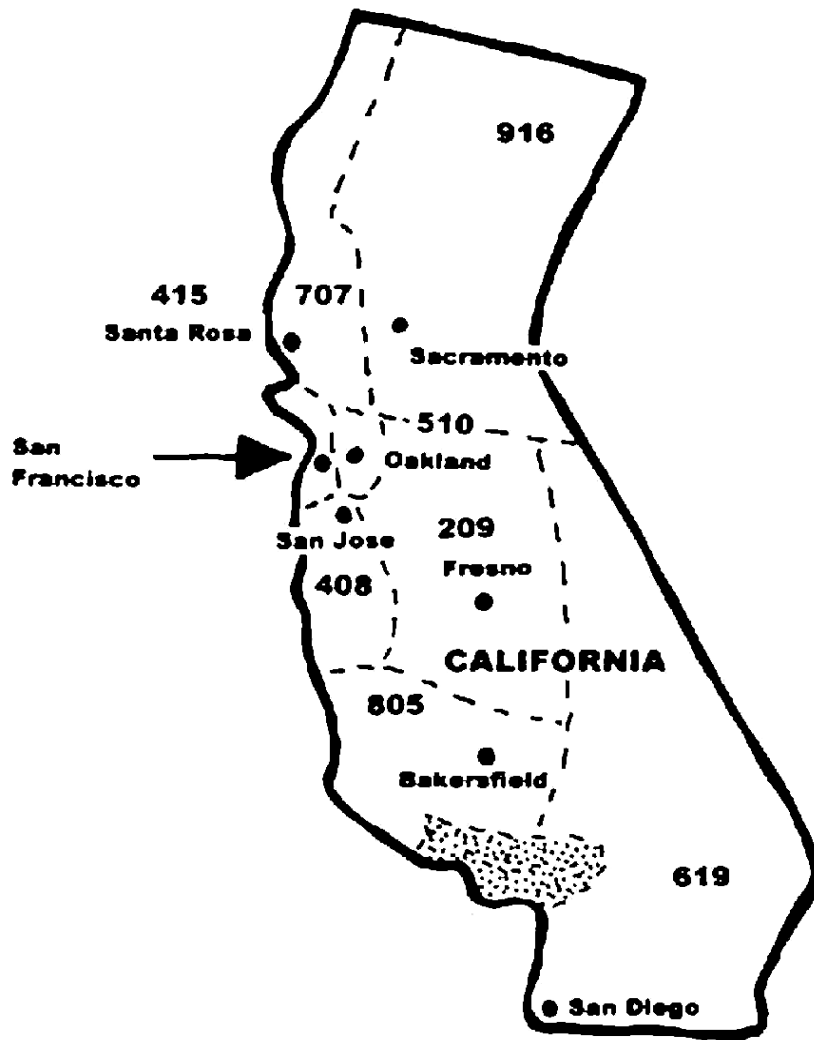 916
415
707
Santa Rosa
Sacramento
510
San
Francisco
Oakland
209
San Jose
Fresno
408
CALIFORNIA
805
Bakersfield
619
San Diego